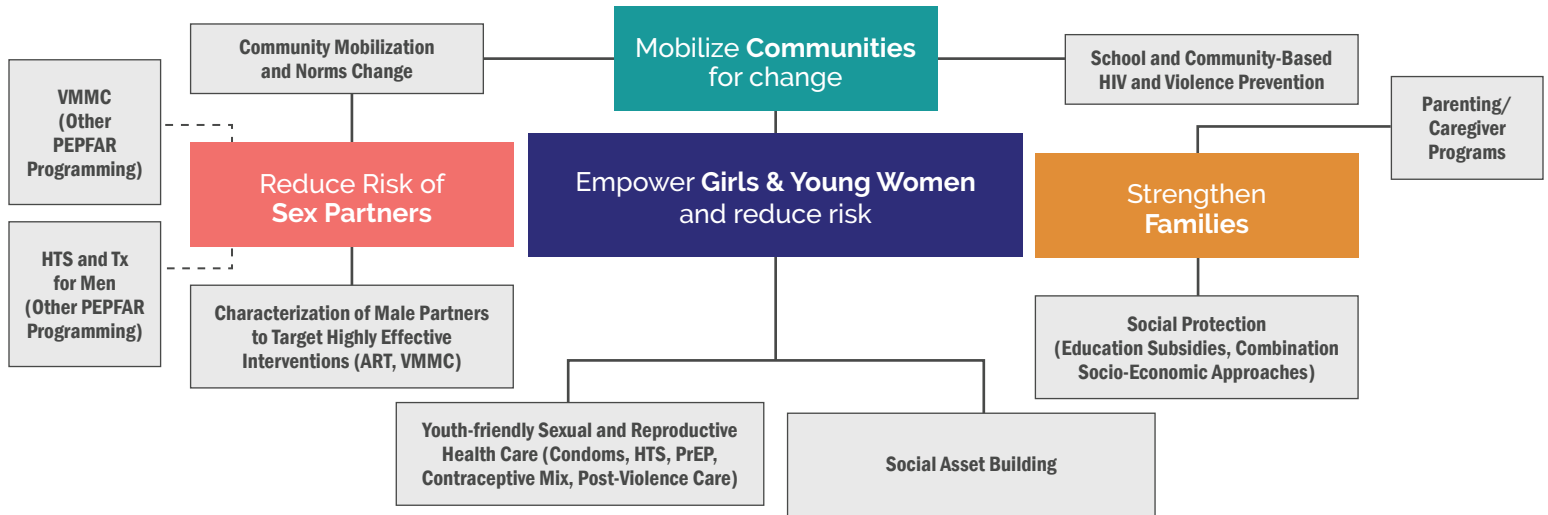 Community Mobilization
and Norms Change
Mobilize Communities
for change
School and Community-Based
HIV and Violence Prevention
VMMC
(Other
PEPFAR
Programming)
Parenting/
Caregiver
Programs
Reduce Risk of
Sex Partners
Empower Girls & Young Women
and reduce risk
Strengthen
Families
HTS and Tx
for Men
(Other PEPFAR
Programming)
Characterization of Male Partners
to Target Highly Effective
Interventions (ART, VMMC)
Social Protection
(Education Subsidies, Combination
Socio-Economic Approaches)
Youth-friendly Sexual and Reproductive
Health Care (Condoms, HTS, PrEP,
Contraceptive Mix, Post-Violence Care)
Social Asset Building